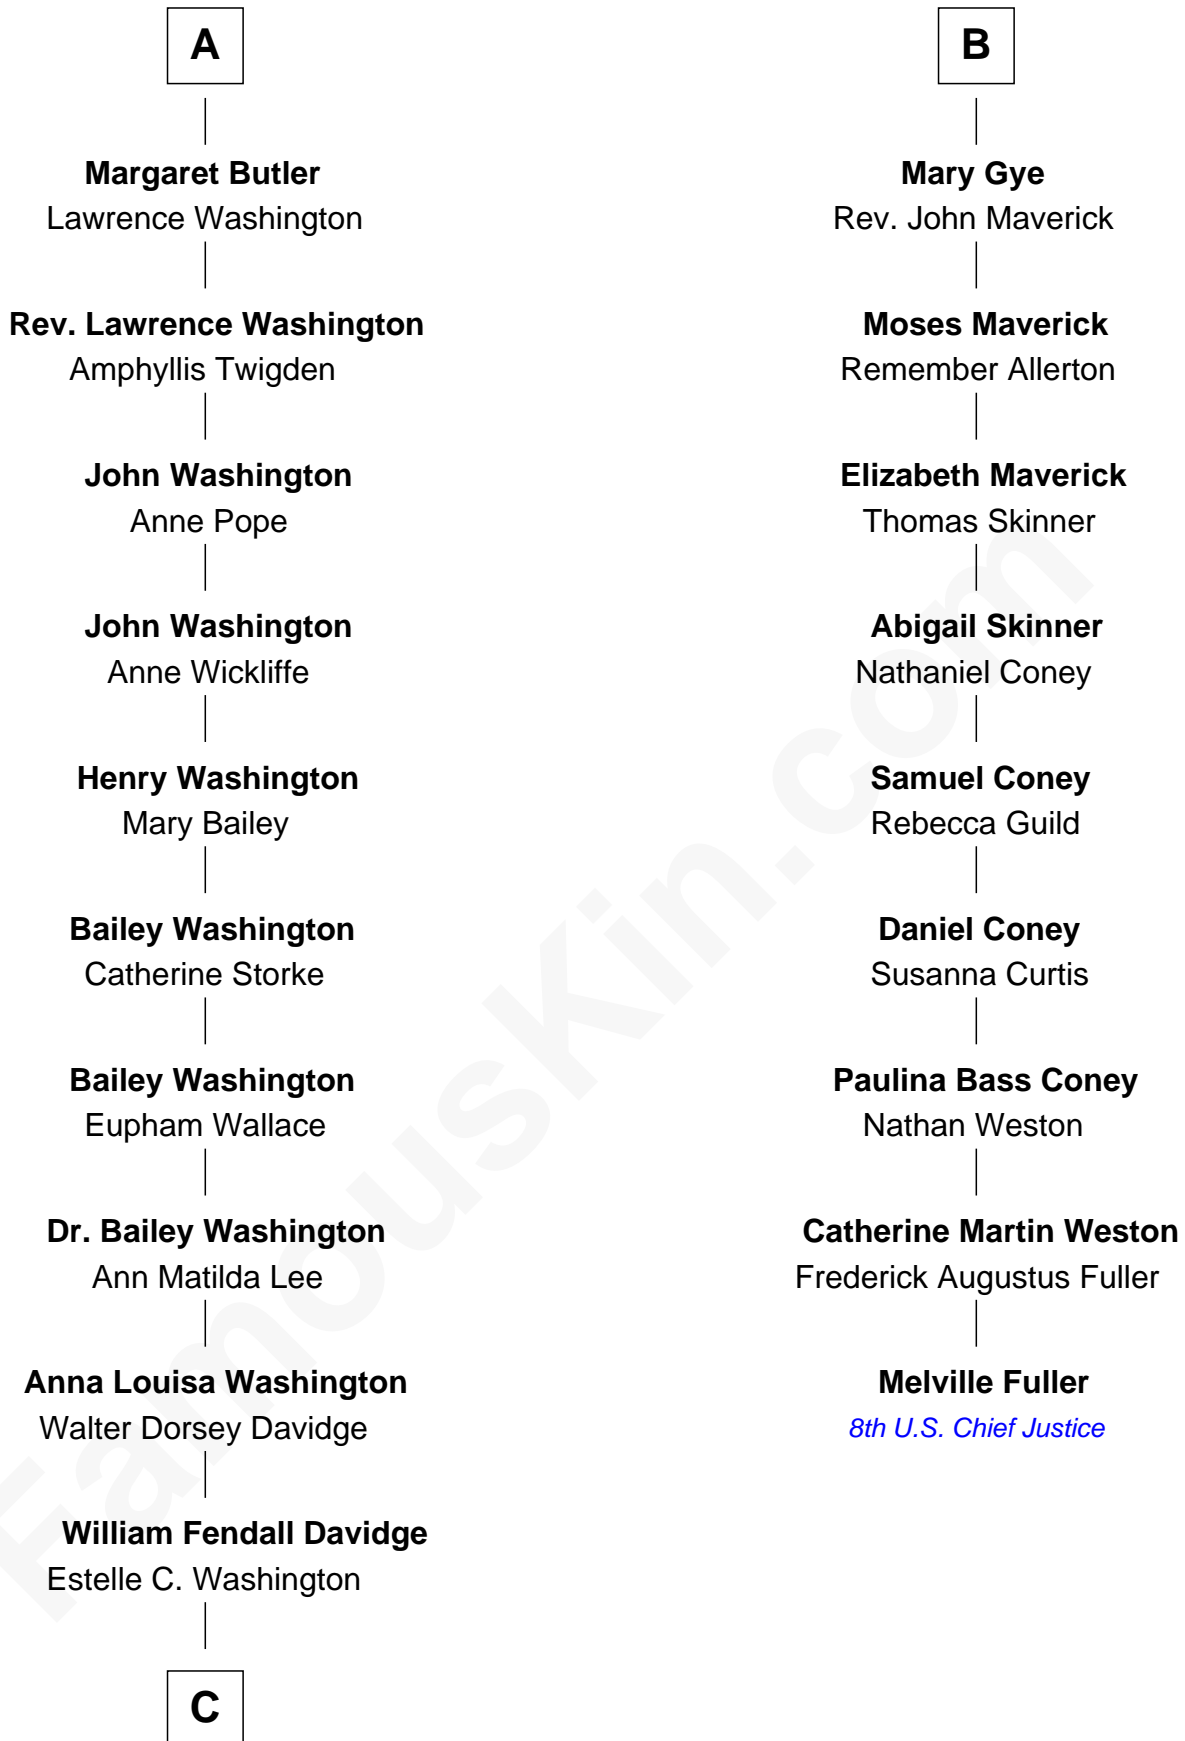 A
Margaret Butler
Lawrence Washington
Rev. Lawrence Washington
Amphyllis Twigden
John Washington
Anne Pope
John Washington
Anne Wickliffe
Henry Washington
Mary Bailey
Bailey Washington
Catherine Storke
Bailey Washington
Eupham Wallace
Dr. Bailey Washington
Ann Matilda Lee
Anna Louisa Washington
Walter Dorsey Davidge
William Fendall Davidge
Estelle C. Washington
C
B
Mary Gye
Rev. John Maverick
Moses Maverick
Remember Allerton
Elizabeth Maverick
Thomas Skinner
Abigail Skinner
Nathaniel Coney
Samuel Coney
Rebecca Guild
Daniel Coney
Susanna Curtis
Paulina Bass Coney
Nathan Weston
Catherine Martin Weston
Frederick Augustus Fuller
Melville Fuller
8th U.S. Chief Justice
FamousKin.com